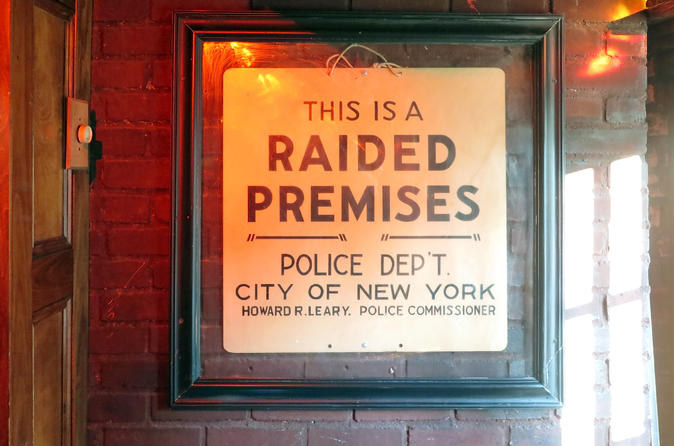 THIS IS A
RAIDED
PREMISES
POLICE DEP'T.
CITY OF NEW YORK
HOWARD R. LEARY. POLICE COMMISSIONER